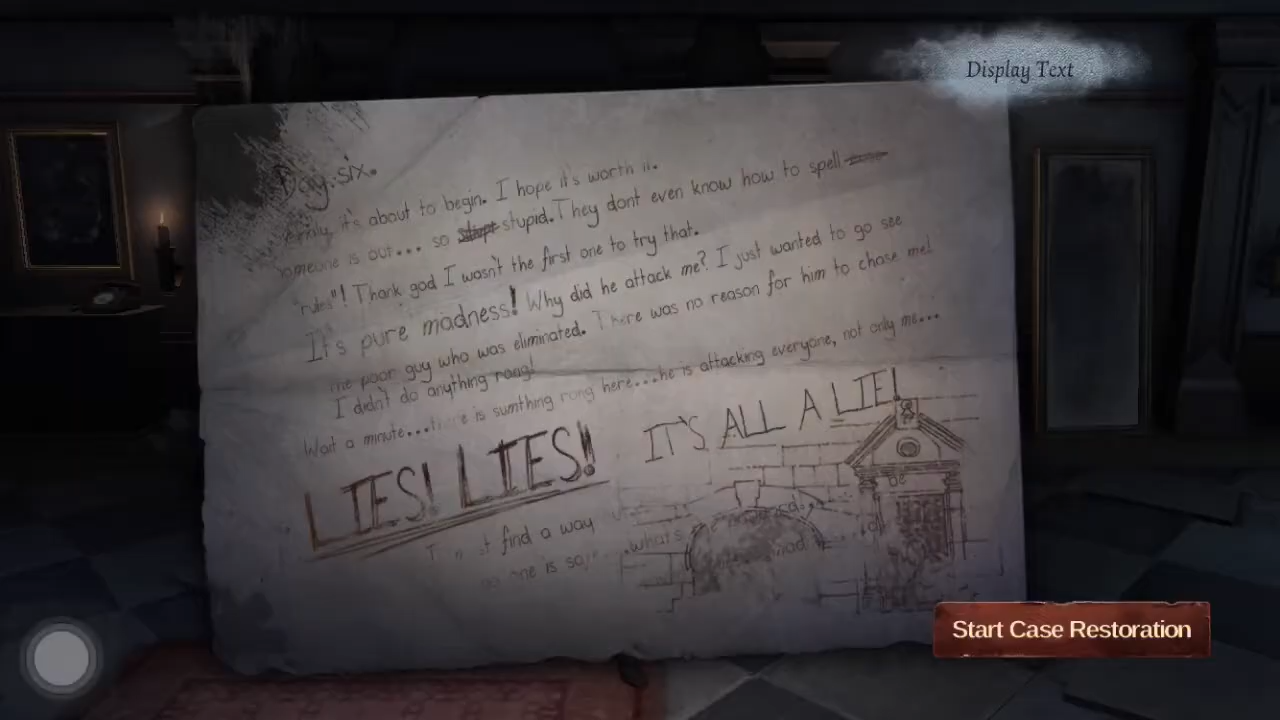 Display Text
Day six.
it's about to begin. I hope it's worth it.
someone is out... so stupid. They dont even know how to spell
"rules"! Thank god I wasn't the first one to try that.
It's pure madness! Why did he attack me? I just wanted to go see
poor guy who was eliminated. There was no reason for him to chase me!
I didn't do anything rong!
Wait a minute...there is sumthing rong here...he is attacking everyone, not only me...
LIES! LIES!
IT'S ALL A LIE!
find a way
is
what's
Start Case Restoration